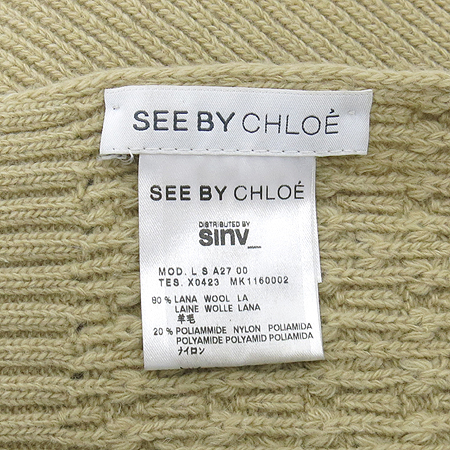 SEE BY CHLOÉ
SEE BY CHLOÉ
DISTRIBUTED BY
sinv
MOD. L S A27 00
TES. X0423 MK1160002
80% LANA WOOL LA
LAINE WOLLE LANA
羊毛
20% POLIAMMIDE NYLON POLIAMIDA
POLYAMIDE POLYAMID POLIAMIDA
ナイロン